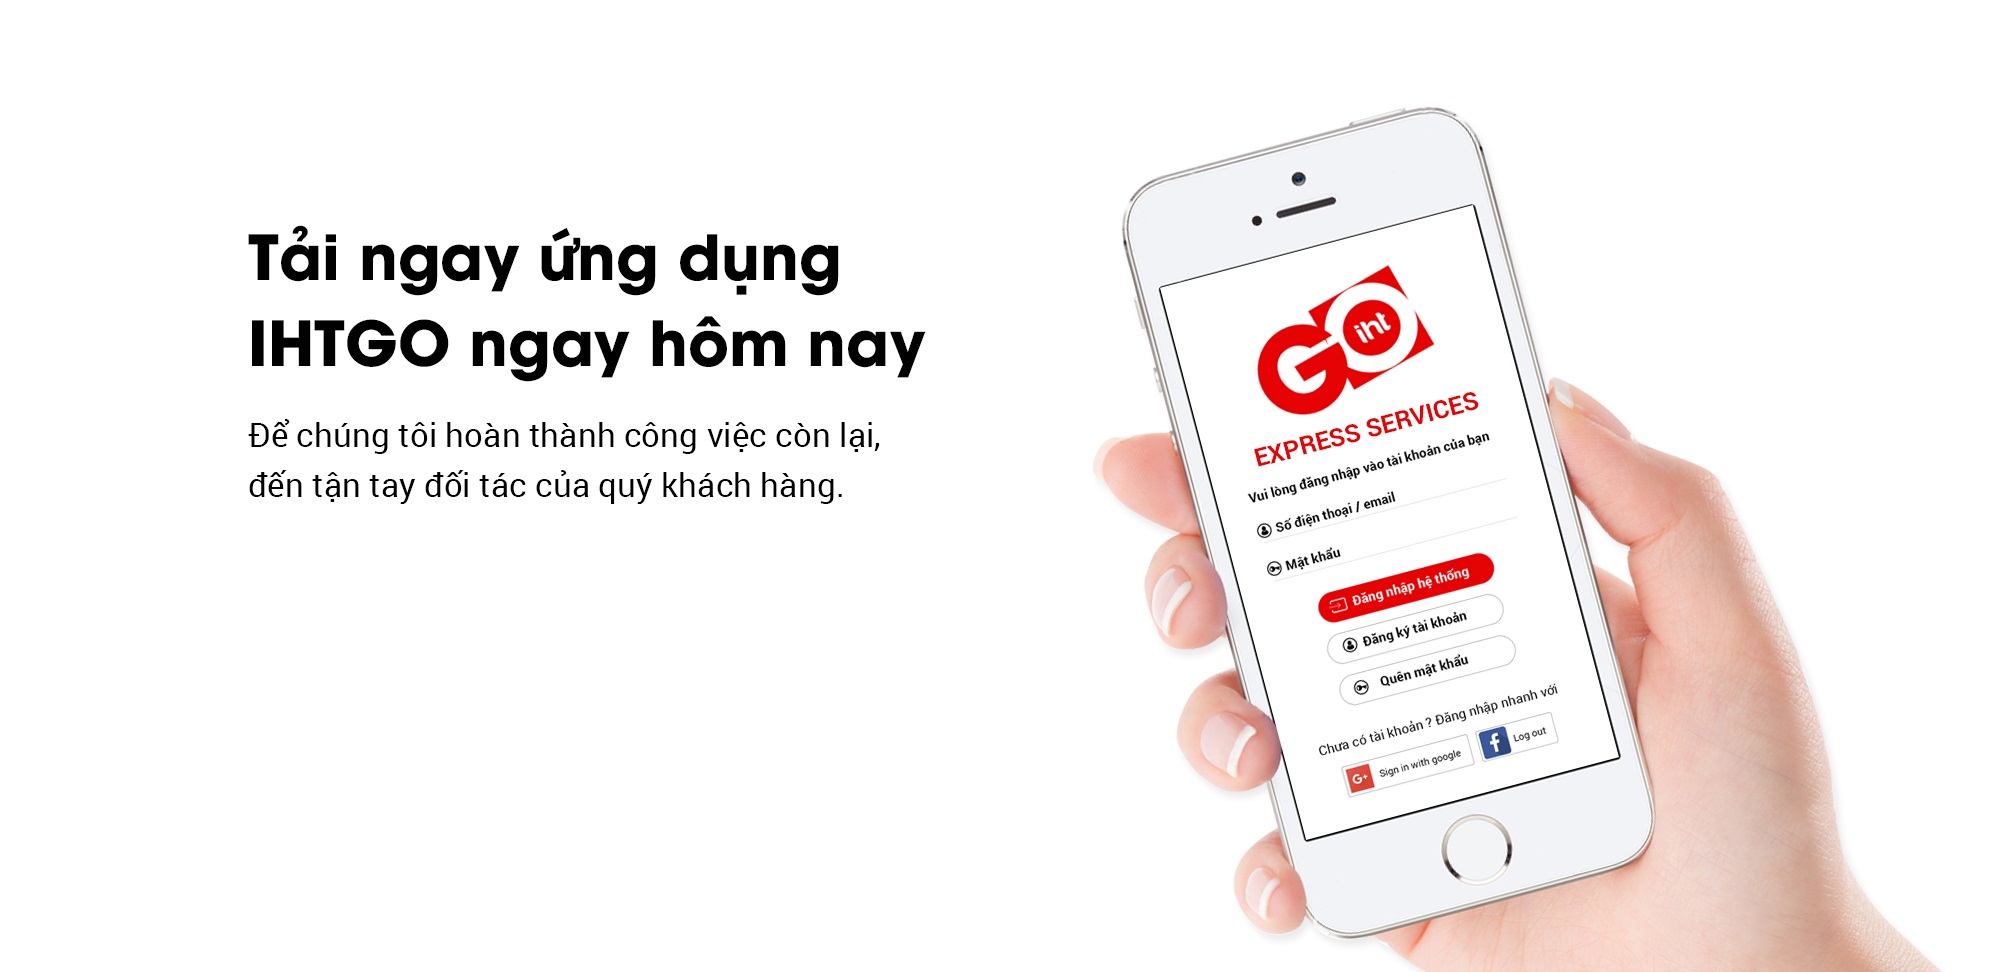 Tải ngay ứng dụng
IHTGO ngay hôm nay
Để chúng tôi hoàn thành công việc còn lại,
đến tận tay đối tác của quý khách hàng.
GO
iht
EXPRESS SERVICES
Vui lòng đăng nhập vào tài khoản của bạn
Số điện thoại / email
Mật khẩu
Đăng nhập hệ thống
Đăng ký tài khoản
Quên mật khẩu
Chưa có tài khoản ? Đăng nhập nhanh với
G+ Sign in with google f Log out